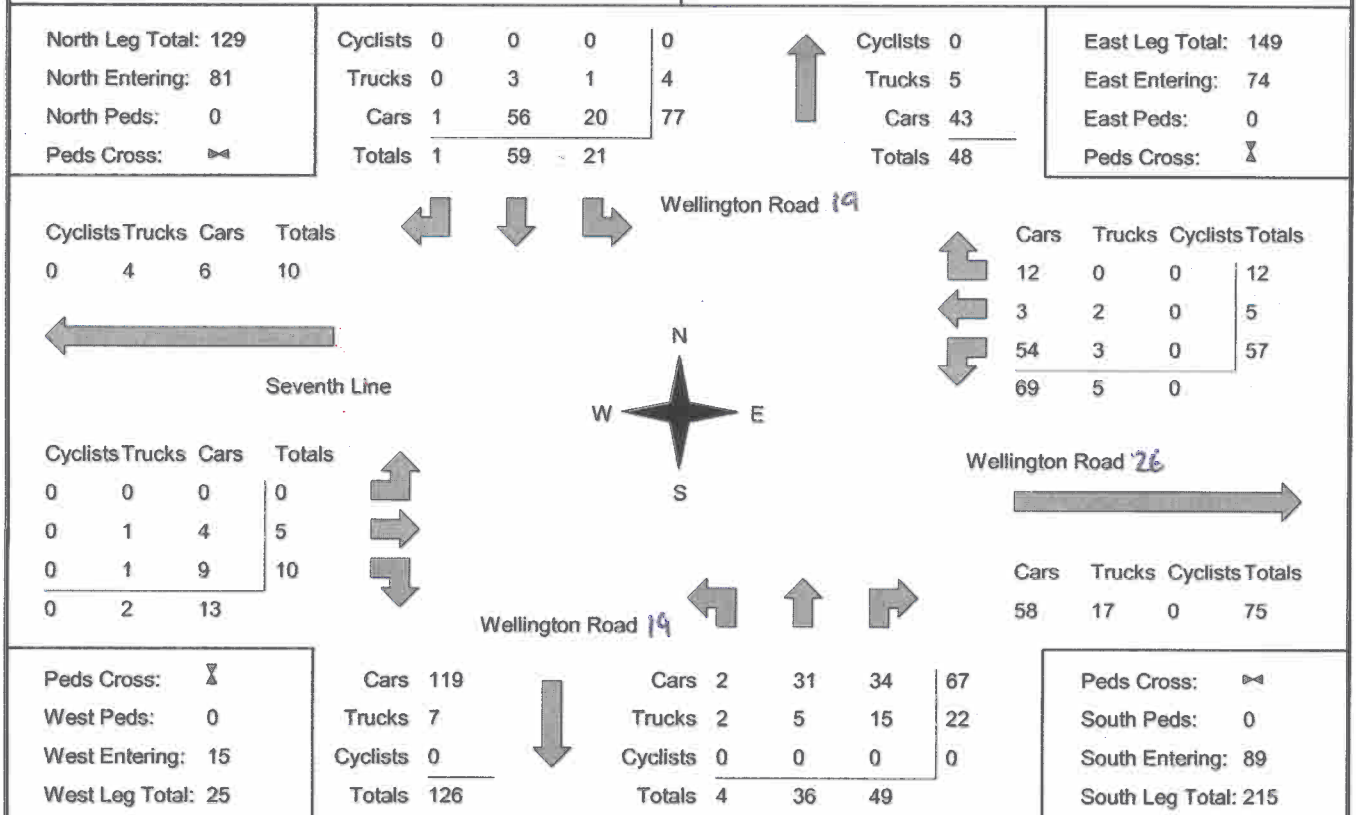 North Leg Total: 129
North Entering: 81
North Peds: 0
Peds Cross:
Cyclists 0 0 0 0
Trucks 0 3 1 4
Cars 1 56 20 77
Totals 1 59 21
Cyclists 0
Trucks 5
Cars 43
Totals 48
East Leg Total: 149
East Entering: 74
East Peds: 0
Peds Cross:
Wellington Road 19
Cyclists Trucks Cars Totals
0 4 6 10
Cars Trucks Cyclists Totals
12 0 0 12
3 2 0 5
54 3 0 57
69 5 0
Seventh Line
N
W E
S
Cyclists Trucks Cars Totals
0 0 0 0
0 1 4 5
0 1 9 10
0 2 13
Wellington Road 26
Cars Trucks Cyclists Totals
58 17 0 75
Wellington Road 19
Peds Cross:
West Peds: 0
West Entering: 15
West Leg Total: 25
Cars 119
Trucks 7
Cyclists 0
Totals 126
Cars 2 31 34 67
Trucks 2 5 15 22
Cyclists 0 0 0 0
Totals 4 36 49
Peds Cross:
South Peds: 0
South Entering: 89
South Leg Total: 215